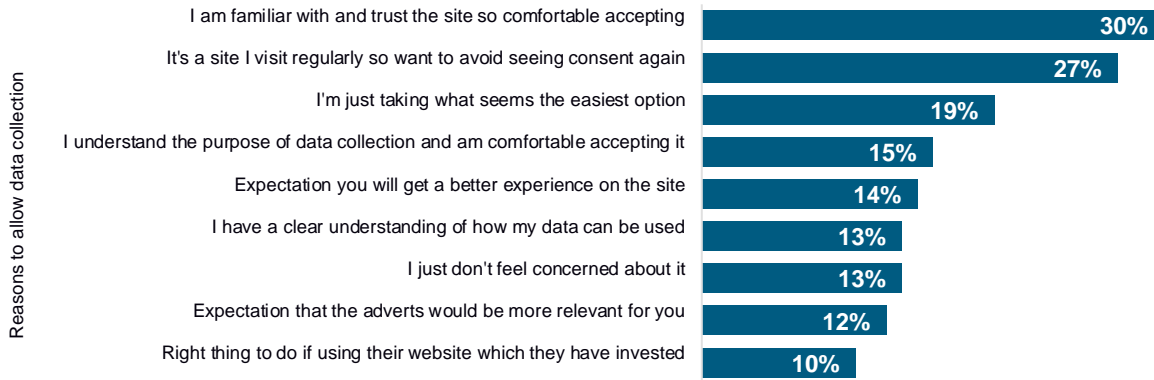 Reasons to allow data collection
I am familiar with and trust the site so comfortable accepting
30%
It's a site I visit regularly so want to avoid seeing consent again
27%
I'm just taking what seems the easiest option
19%
I understand the purpose of data collection and am comfortable accepting it
15%
Expectation you will get a better experience on the site
14%
I have a clear understanding of how my data can be used
13%
I just don't feel concerned about it
13%
Expectation that the adverts would be more relevant for you
12%
Right thing to do if using their website which they have invested
10%